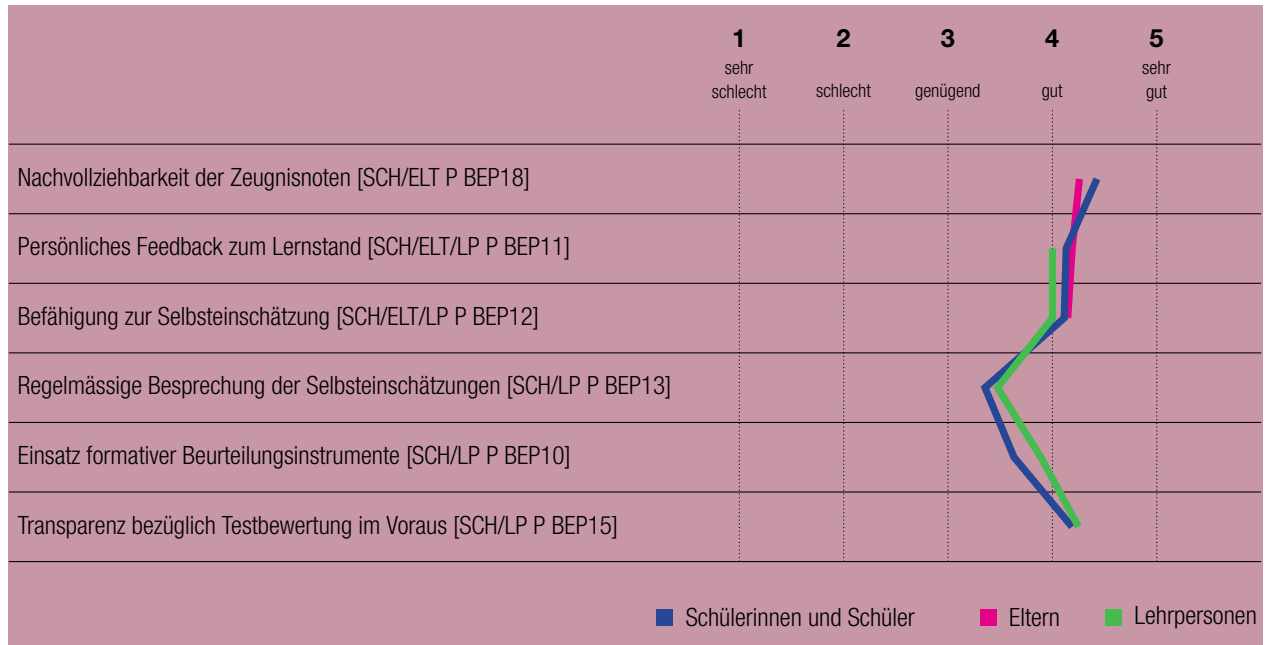 1 2 3 4 5
sehr schlecht schlecht genügend gut sehr gut
Nachvollziehbarkeit der Zeugnisnoten [SCH/ELT P BEP18]
Persönliches Feedback zum Lernstand [SCH/ELT/LP P BEP11]
Befähigung zur Selbsteinschätzung [SCH/ELT/LP P BEP12]
Regelmässige Besprechung der Selbsteinschätzungen [SCH/LP P BEP13]
Einsatz formativer Beurteilungsinstrumente [SCH/LP P BEP10]
Transparenz bezüglich Testbewertung im Voraus [SCH/LP P BEP15]
Schülerinnen und Schüler Eltern Lehrpersonen